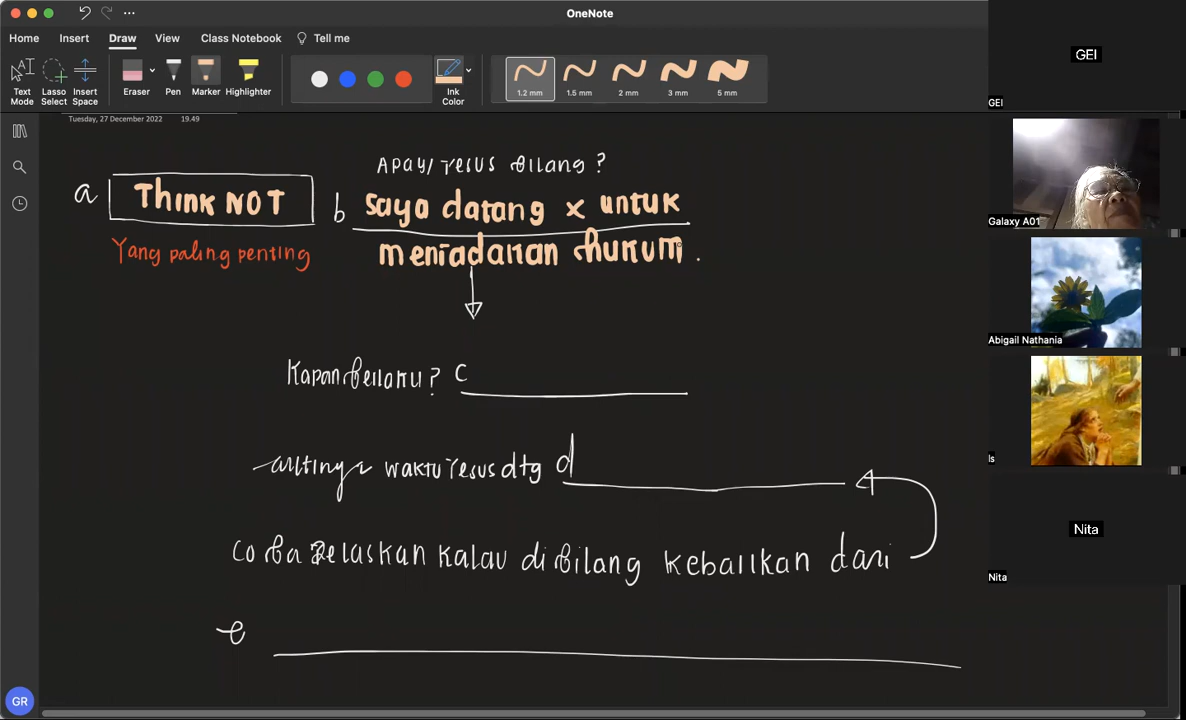 OneNote
Home Insert Draw View Class Notebook Tell me
Text Mode
Lasso Select
Insert Space
Eraser
Pen
Marker
Highlighter
Ink Color
1.2 mm
1.5 mm
2 mm
3 mm
5 mm
Tuesday, 27 December 2022 19.49
Apa yesus bilang ?
a Think NOT b saya datang x untuk
Yang paling penting meniadakan hukum .
Kapan berlaku? c
artinya waktu Yesus dtg d
coba jelaskan kalau dibilang kebalikan dari
e
GR
GEI
GEI
Galaxy A01
Abigail Nathania
Is
Nita
Nita